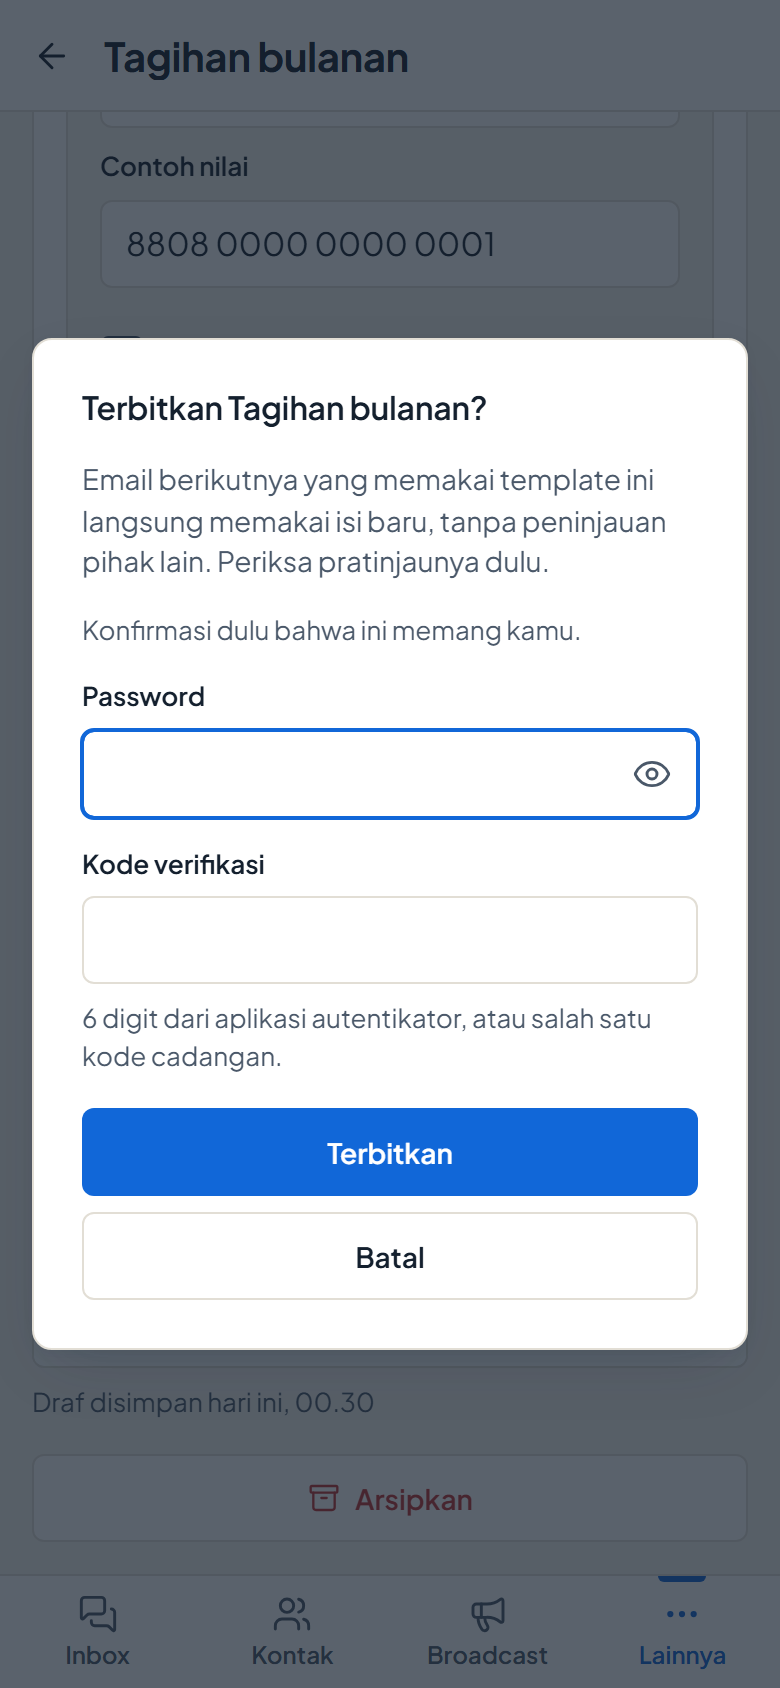 Tagihan bulanan
Contoh nilai
8808 0000 0000 0001
Terbitkan Tagihan bulanan?
Email berikutnya yang memakai template ini
langsung memakai isi baru, tanpa peninjauan
pihak lain. Periksa pratinjaunya dulu.
Konfirmasi dulu bahwa ini memang kamu.
Password
Kode verifikasi
6 digit dari aplikasi autentikator, atau salah satu
kode cadangan.
Terbitkan
Batal
Draf disimpan hari ini, 00.30
Arsipkan
Inbox
Kontak
Broadcast
Lainnya